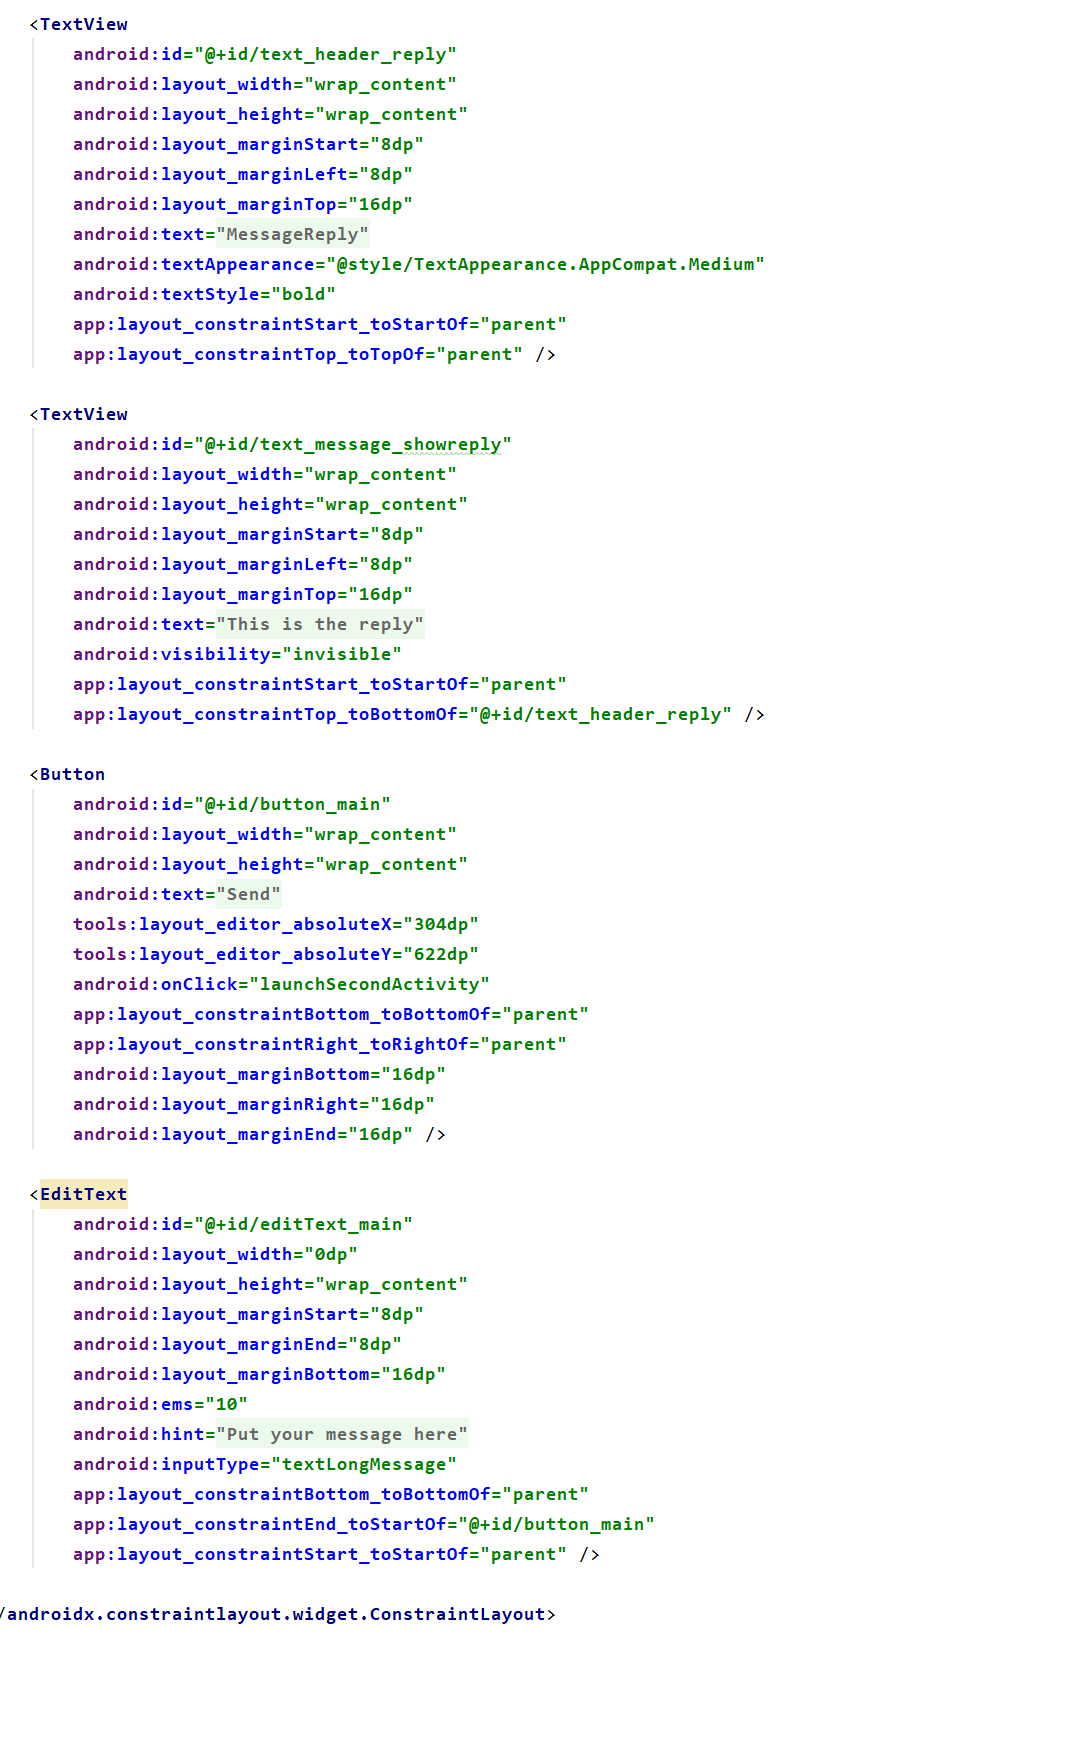 <TextView
android:id="@+id/text_header_reply"
android:layout_width="wrap_content"
android:layout_height="wrap_content"
android:layout_marginStart="8dp"
android:layout_marginLeft="8dp"
android:layout_marginTop="16dp"
android:text="MessageReply"
android:textAppearance="@style/TextAppearance.AppCompat.Medium"
android:textStyle="bold"
app:layout_constraintStart_toStartOf="parent"
app:layout_constraintTop_toTopOf="parent" />
<TextView
android:id="@+id/text_message_showreply"
android:layout_width="wrap_content"
android:layout_height="wrap_content"
android:layout_marginStart="8dp"
android:layout_marginLeft="8dp"
android:layout_marginTop="16dp"
android:text="This is the reply"
android:visibility="invisible"
app:layout_constraintStart_toStartOf="parent"
app:layout_constraintTop_toBottomOf="@+id/text_header_reply" />
<Button
android:id="@+id/button_main"
android:layout_width="wrap_content"
android:layout_height="wrap_content"
android:text="Send"
tools:layout_editor_absoluteX="304dp"
tools:layout_editor_absoluteY="622dp"
android:onClick="launchSecondActivity"
app:layout_constraintBottom_toBottomOf="parent"
app:layout_constraintRight_toRightOf="parent"
android:layout_marginBottom="16dp"
android:layout_marginRight="16dp"
android:layout_marginEnd="16dp" />
<EditText
android:id="@+id/editText_main"
android:layout_width="0dp"
android:layout_height="wrap_content"
android:layout_marginStart="8dp"
android:layout_marginEnd="8dp"
android:layout_marginBottom="16dp"
android:ems="10"
android:hint="Put your message here"
android:inputType="textLongMessage"
app:layout_constraintBottom_toBottomOf="parent"
app:layout_constraintEnd_toStartOf="@+id/button_main"
app:layout_constraintStart_toStartOf="parent" />
/androidx.constraintlayout.widget.ConstraintLayout>